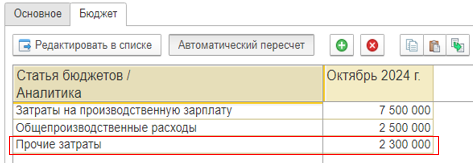 Основное Бюджет
Редактировать в списке Автоматический пересчет
Статья бюджетов / Октябрь 2024 г.
Аналитика
Затраты на производственную зарплату 7 500 000
Общепроизводственные расходы 2 500 000
Прочие затраты 2 300 000